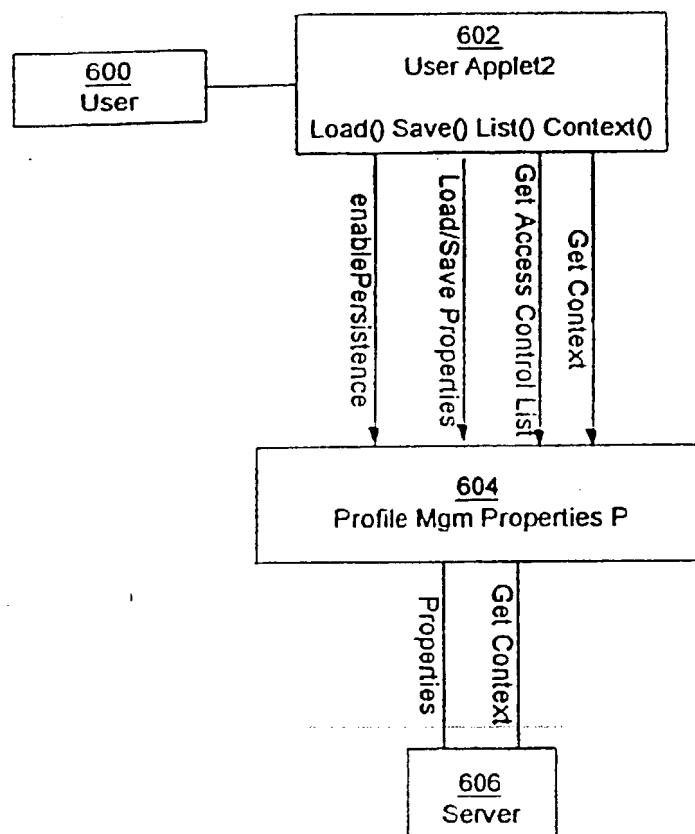 600
User
602
User Applet2
Load() Save() List() Context()
enablePersistence
Load/Save Properties
Get Access Control List
Get Context
604
Profile Mgm Properties P
Properties
Get Context
606
Server